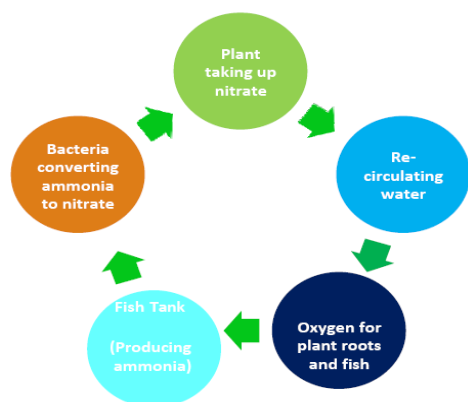 Plant
taking up
nitrate
Re-
circulating
water
Oxygen for
plant roots
and fish
Fish Tank
(Producing
ammonia)
Bacteria
converting
ammonia
to nitrate